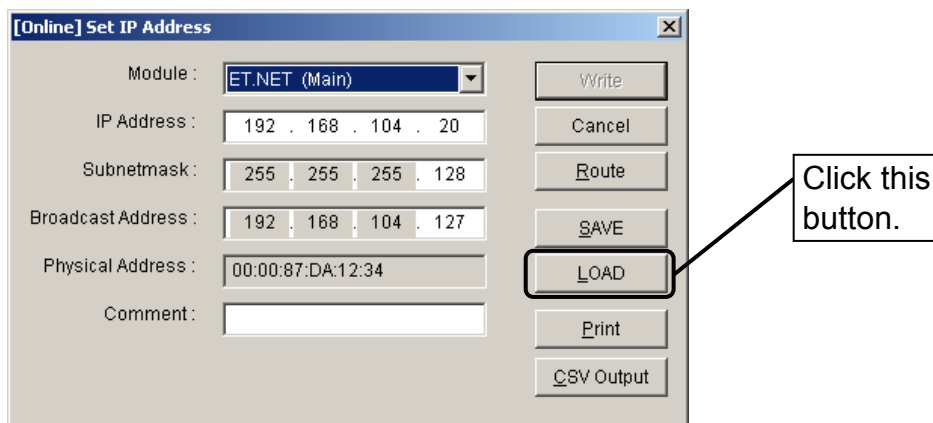 [Online] Set IP Address
Module :
ET.NET (Main)
Write
IP Address :
192 . 168 . 104 . 20
Cancel
Subnetmask :
255 . 255 . 255 . 128
Route
Broadcast Address :
192 . 168 . 104 . 127
SAVE
Physical Address :
00:00:87:DA:12:34
LOAD
Comment :
Print
CSV Output
Click this
button.